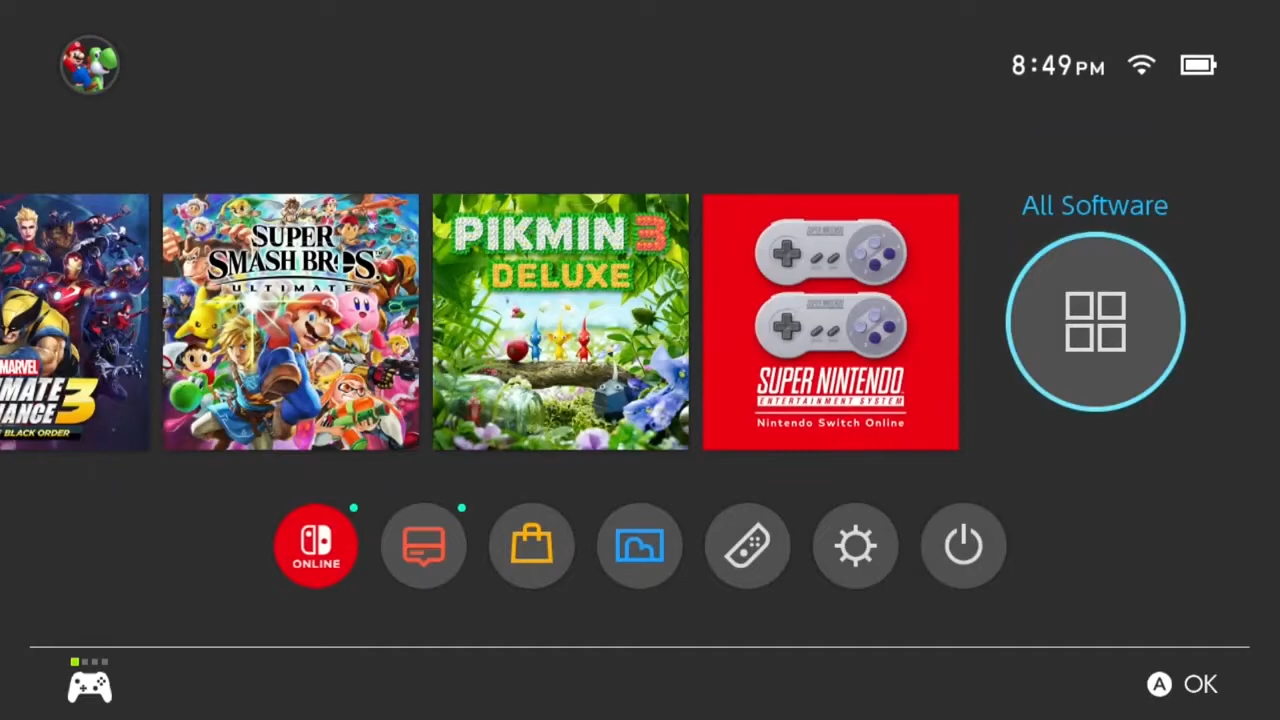 8:49 PM
All Software
SUPER
SMASH BROS.
ULTIMATE
PIKMIN 3
DELUXE
MARVEL
IMATE
ANCE 3
BLACK ORDER
SUPER NINTENDO
ENTERTAINMENT SYSTEM
Nintendo Switch Online
ONLINE
A OK